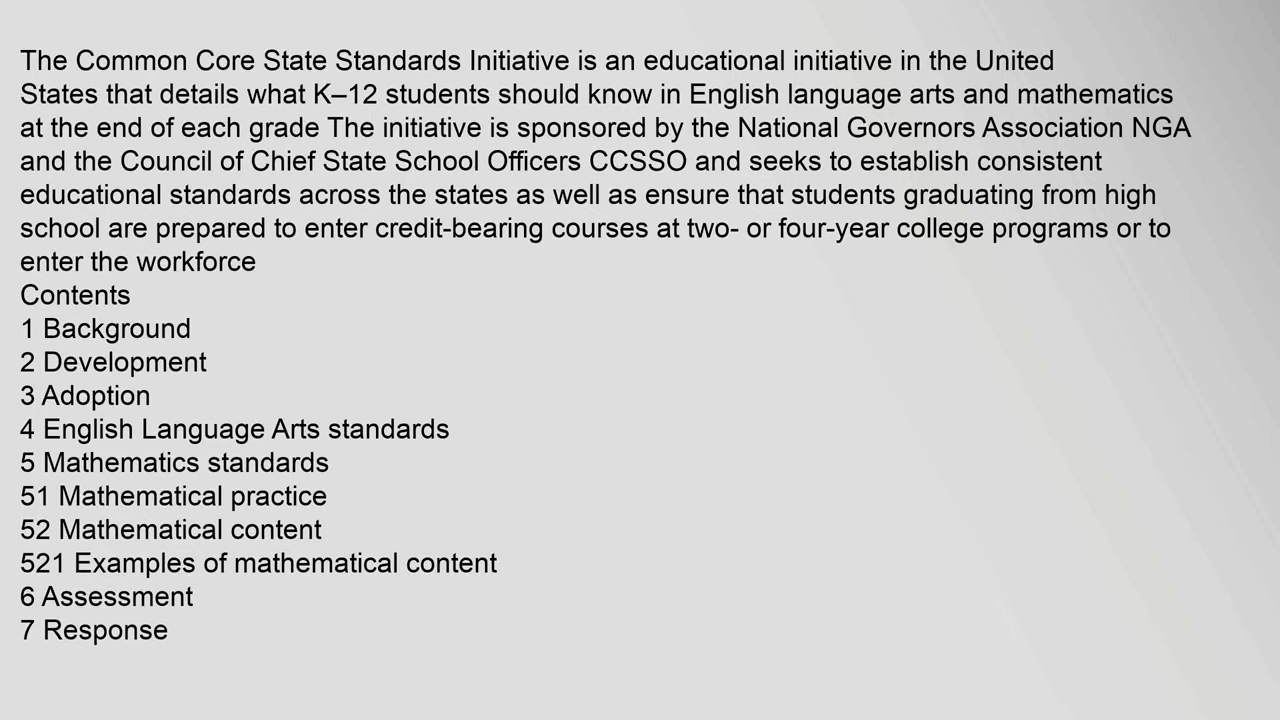 The Common Core State Standards Initiative is an educational initiative in the United
States that details what K–12 students should know in English language arts and mathematics
at the end of each grade The initiative is sponsored by the National Governors Association NGA
and the Council of Chief State School Officers CCSSO and seeks to establish consistent
educational standards across the states as well as ensure that students graduating from high
school are prepared to enter credit-bearing courses at two- or four-year college programs or to
enter the workforce
Contents
1 Background
2 Development
3 Adoption
4 English Language Arts standards
5 Mathematics standards
51 Mathematical practice
52 Mathematical content
521 Examples of mathematical content
6 Assessment
7 Response